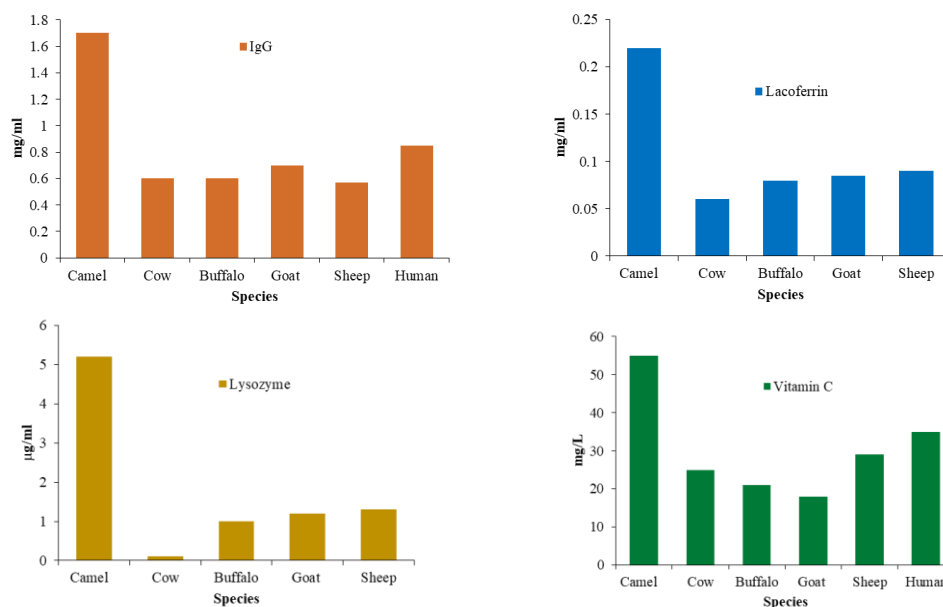 1.8
1.6
1.4
1.2
1
0.8
0.6
0.4
0.2
0
mg/ml
IgG
Camel Cow Buffalo Goat Sheep Human
Species
0.25
0.2
0.15
0.1
0.05
0
mg/ml
Lacoferrin
Camel Cow Buffalo Goat Sheep
Species
6
5
4
3
2
1
0
µg/ml
Lysozyme
Camel Cow Buffalo Goat Sheep
Species
60
50
40
30
20
10
0
mg/L
Vitamin C
Camel Cow Buffalo Goat Sheep Human
Species